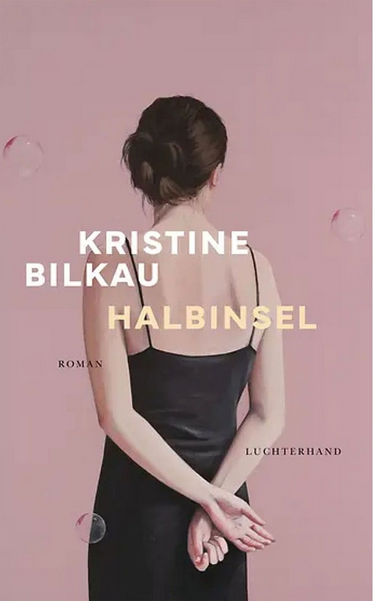 KRISTINE
BILKAU
HALBINSEL
ROMAN
LUCHTERHAND